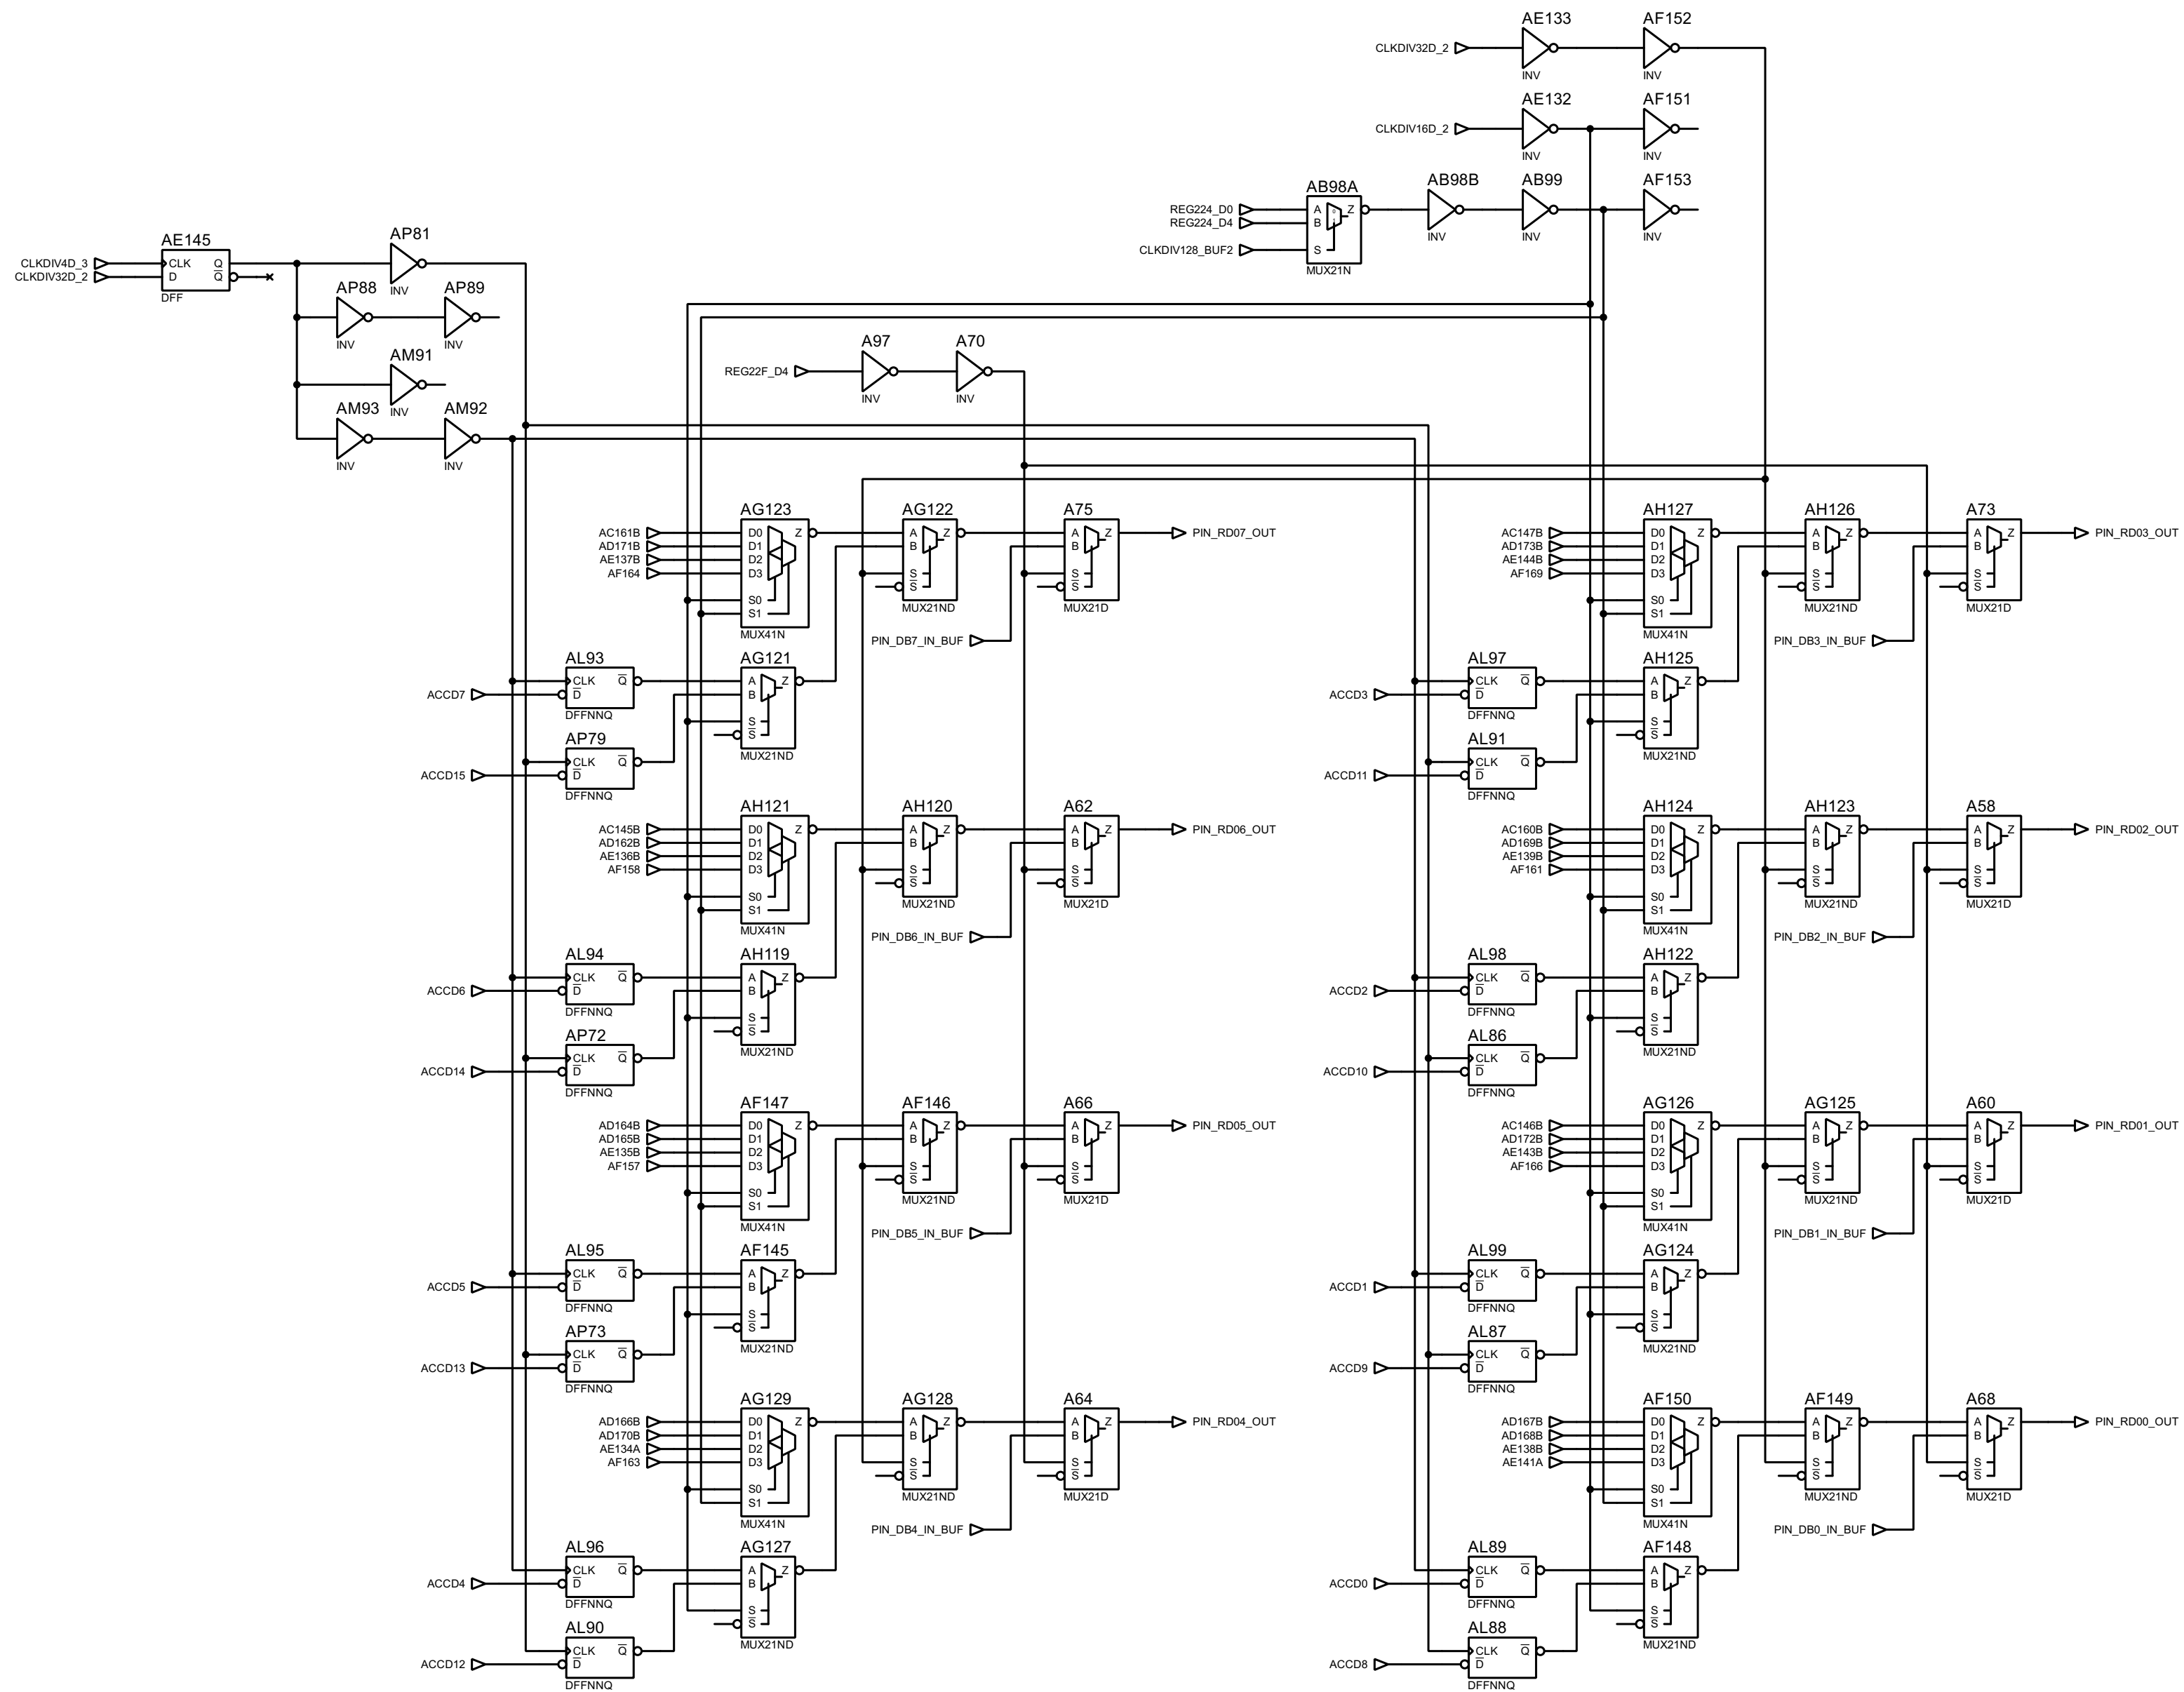 AE133 AF152
CLKDIV32D_2
INV INV
AE132 AF151
CLKDIV16D_2
INV INV
AB98A AB98B AB99 AF153
REG224_D0 A Z
REG224_D4 B
CLKDIV128_BUF2 S
MUX21N INV INV INV
AE145 AP81
CLKDIV4D_3 CLK Q
CLKDIV32D_2 D Q
DFF INV
AP88 AP89
INV INV
AM91
INV
AM93 AM92
INV INV
A97 A70
REG22F_D4
INV INV
AG123 AG122 A75
AC161B D0 Z A Z A Z PIN_RD07_OUT
AD171B D1 B B
AE137B D2
AF164 D3 S S
S S
S0 MUX21ND MUX21D
S1
MUX41N PIN_DB7_IN_BUF
AL93 AG121
CLK Q A Z
ACCD7 D B
DFFNNQ S
S
AP79 MUX21ND
CLK Q
ACCD15 D
DFFNNQ
AH121 AH120 A62
AC145B D0 Z A Z A Z PIN_RD06_OUT
AD162B D1 B B
AE136B D2
AF158 D3 S S
S S
S0 MUX21ND MUX21D
S1
MUX41N PIN_DB6_IN_BUF
AL94 AH119
CLK Q A Z
ACCD6 D B
DFFNNQ S
S
AP72 MUX21ND
CLK Q
ACCD14 D
DFFNNQ
AF147 AF146 A66
AD164B D0 Z A Z A Z PIN_RD05_OUT
AD165B D1 B B
AE135B D2
AF157 D3 S S
S S
S0 MUX21ND MUX21D
S1
MUX41N PIN_DB5_IN_BUF
AL95 AF145
CLK Q A Z
ACCD5 D B
DFFNNQ S
S
AP73 MUX21ND
CLK Q
ACCD13 D
DFFNNQ
AG129 AG128 A64
AD166B D0 Z A Z A Z PIN_RD04_OUT
AD170B D1 B B
AE134A D2
AF163 D3 S S
S S
S0 MUX21ND MUX21D
S1
MUX41N PIN_DB4_IN_BUF
AL96 AG127
CLK Q A Z
ACCD4 D B
DFFNNQ S
S
AL90 MUX21ND
CLK Q
ACCD12 D
DFFNNQ
AH127 AH126 A73
AC147B D0 Z A Z A Z PIN_RD03_OUT
AD173B D1 B B
AE144B D2
AF169 D3 S S
S S
S0 MUX21ND MUX21D
S1
MUX41N PIN_DB3_IN_BUF
AL97 AH125
CLK Q A Z
ACCD3 D B
DFFNNQ S
S
AL91 MUX21ND
CLK Q
ACCD11 D
DFFNNQ
AH124 AH123 A58
AC160B D0 Z A Z A Z PIN_RD02_OUT
AD169B D1 B B
AE139B D2
AF161 D3 S S
S S
S0 MUX21ND MUX21D
S1
MUX41N PIN_DB2_IN_BUF
AL98 AH122
CLK Q A Z
ACCD2 D B
DFFNNQ S
S
AL86 MUX21ND
CLK Q
ACCD10 D
DFFNNQ
AG126 AG125 A60
AC146B D0 Z A Z A Z PIN_RD01_OUT
AD172B D1 B B
AE143B D2
AF166 D3 S S
S S
S0 MUX21ND MUX21D
S1
MUX41N PIN_DB1_IN_BUF
AL99 AG124
CLK Q A Z
ACCD1 D B
DFFNNQ S
S
AL87 MUX21ND
CLK Q
ACCD9 D
DFFNNQ
AF150 AF149 A68
AD167B D0 Z A Z A Z PIN_RD00_OUT
AD168B D1 B B
AE138B D2
AE141A D3 S S
S S
S0 MUX21ND MUX21D
S1
MUX41N PIN_DB0_IN_BUF
AL89 AF148
CLK Q A Z
ACCD0 D B
DFFNNQ S
S
AL88 MUX21ND
CLK Q
ACCD8 D
DFFNNQ